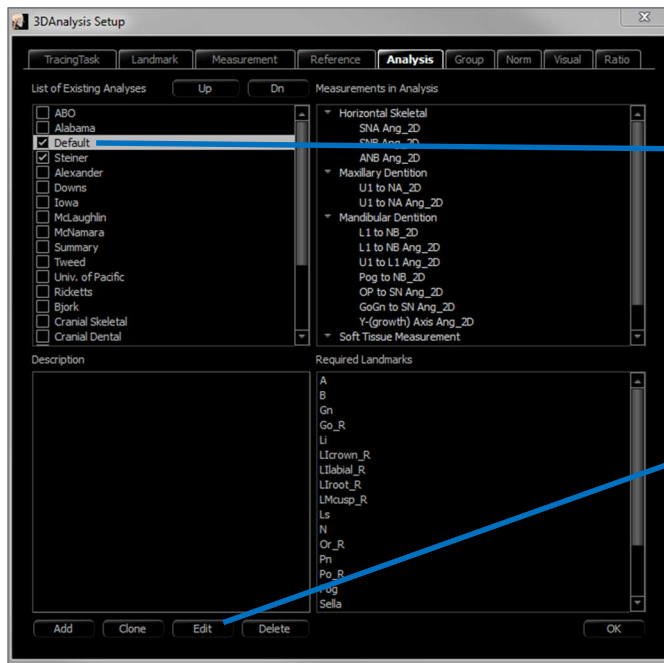 3DAnalysis Setup
TracingTask Landmark Measurement Reference Analysis Group Norm Visual Ratio
List of Existing Analyses Up Dn Measurements in Analysis
ABO
Alabama
Default
Steiner
Alexander
Downs
Iowa
McLaughlin
McNamara
Summary
Tweed
Univ. of Pacific
Ricketts
Bjork
Cranial Skeletal
Cranial Dental
Horizontal Skeletal
SNA Ang_2D
SNB Ang_2D
ANB Ang_2D
Maxillary Dentition
U1 to NA_2D
U1 to NA Ang_2D
Mandibular Dentition
L1 to NB_2D
L1 to NB Ang_2D
U1 to L1 Ang_2D
Pog to NB_2D
OP to SN Ang_2D
GoGn to SN Ang_2D
Y-(growth) Axis Ang_2D
Soft Tissue Measurement
Description
Required Landmarks
A
B
Gn
Go_R
Li
LIcrown_R
LIlabial_R
LIroot_R
LMcusp_R
Ls
N
Or_R
Pn
Po_R
Pog
Sella
Add Clone Edit Delete OK